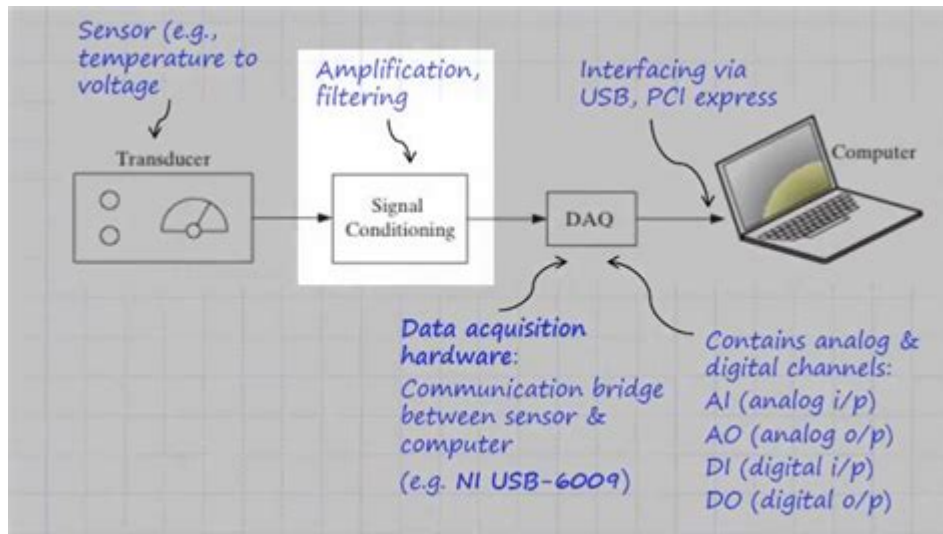 Sensor (e.g.,
temperature to
voltage
Amplification,
filtering
Interfacing via
USB, PCI express
Transducer
Signal
Conditioning
DAQ
Computer
Data acquisition
hardware:
Communication bridge
between sensor &
computer
(e.g. NI USB-6009)
Contains analog &
digital channels:
AI (analog i/p)
AO (analog o/p)
DI (digital i/p)
DO (digital o/p)